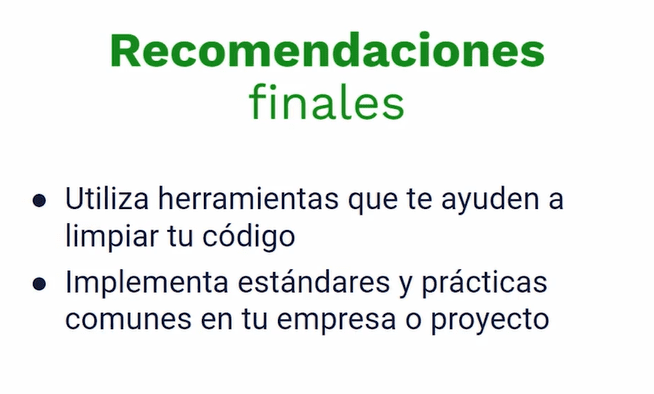 Recomendaciones
finales
● Utiliza herramientas que te ayuden a
limpiar tu código
● Implementa estándares y prácticas
comunes en tu empresa o proyecto